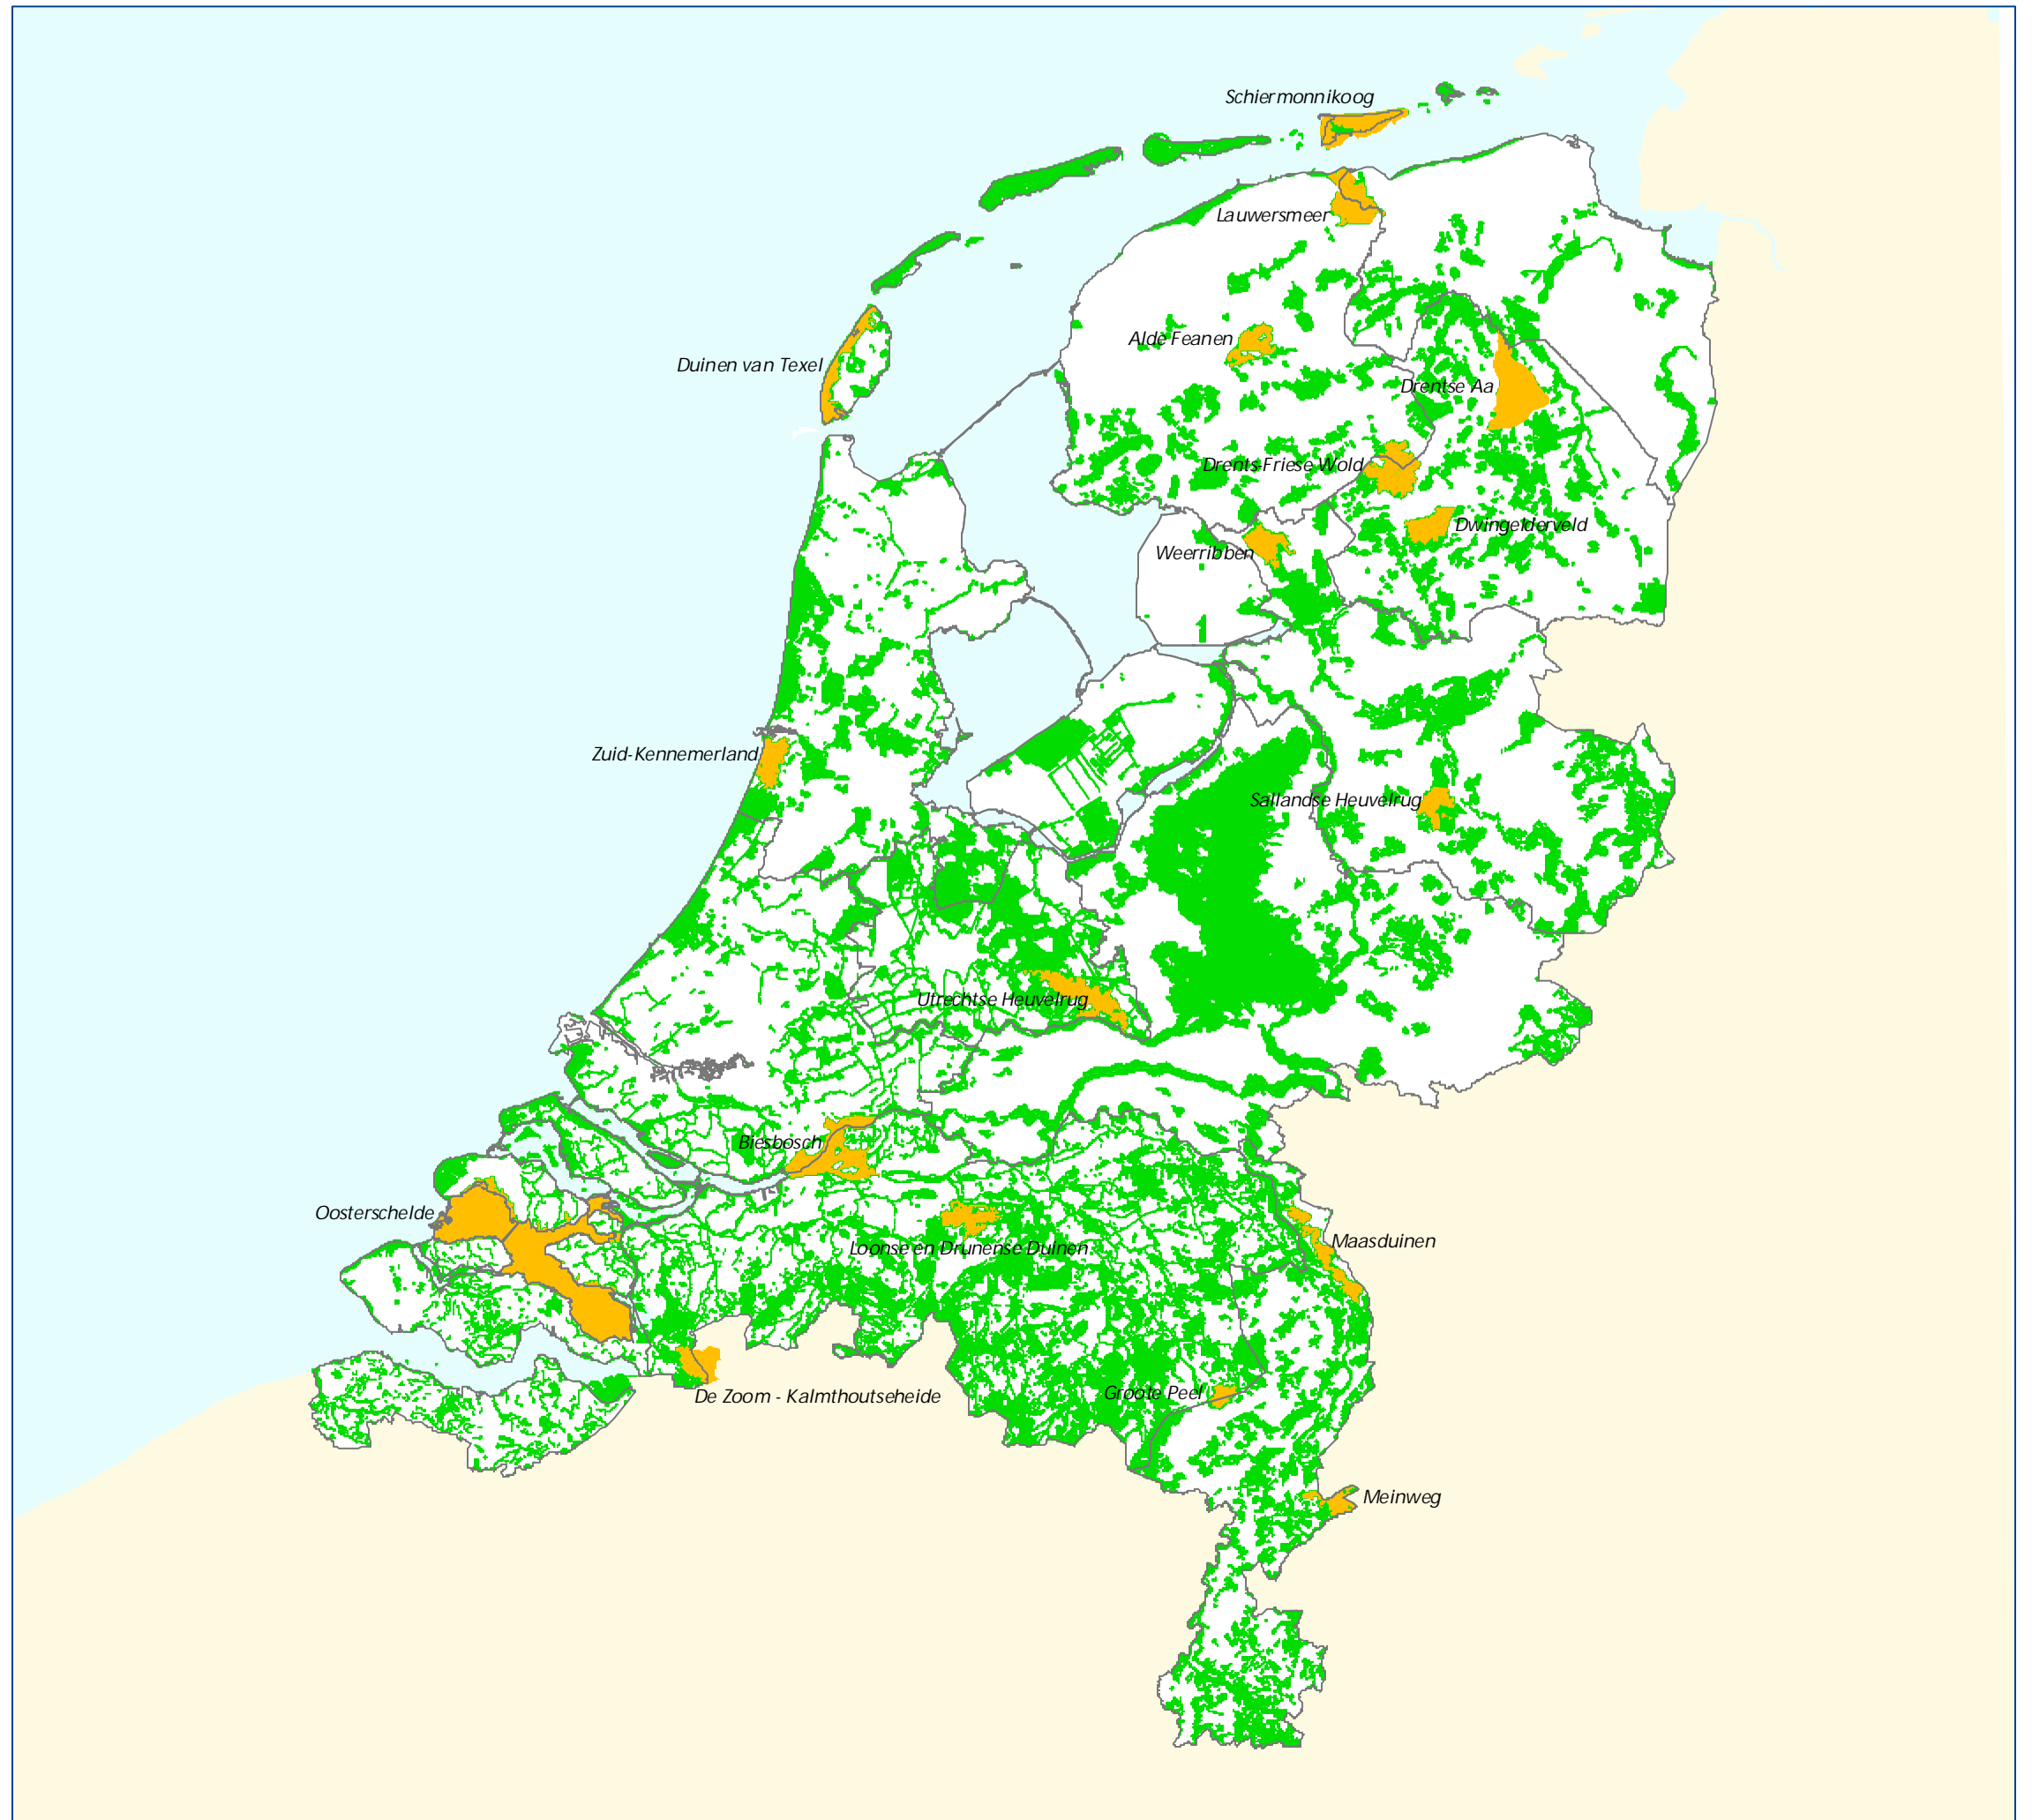 Schiermonnikoog
Lauwersmeer
Alde Feanen
Duinen van Texel
Drentse Aa
Drents-Friese Wold
Dwingelderveld
Weerribben
Zuid-Kennemerland
Sallandse Heuvelrug
Utrechtse Heuvelrug
Biesbosch
Oosterschelde
Maasduinen
Loonse en Drunense Duinen
Groote Peel
De Zoom - Kalmthoutseheide
Meinweg